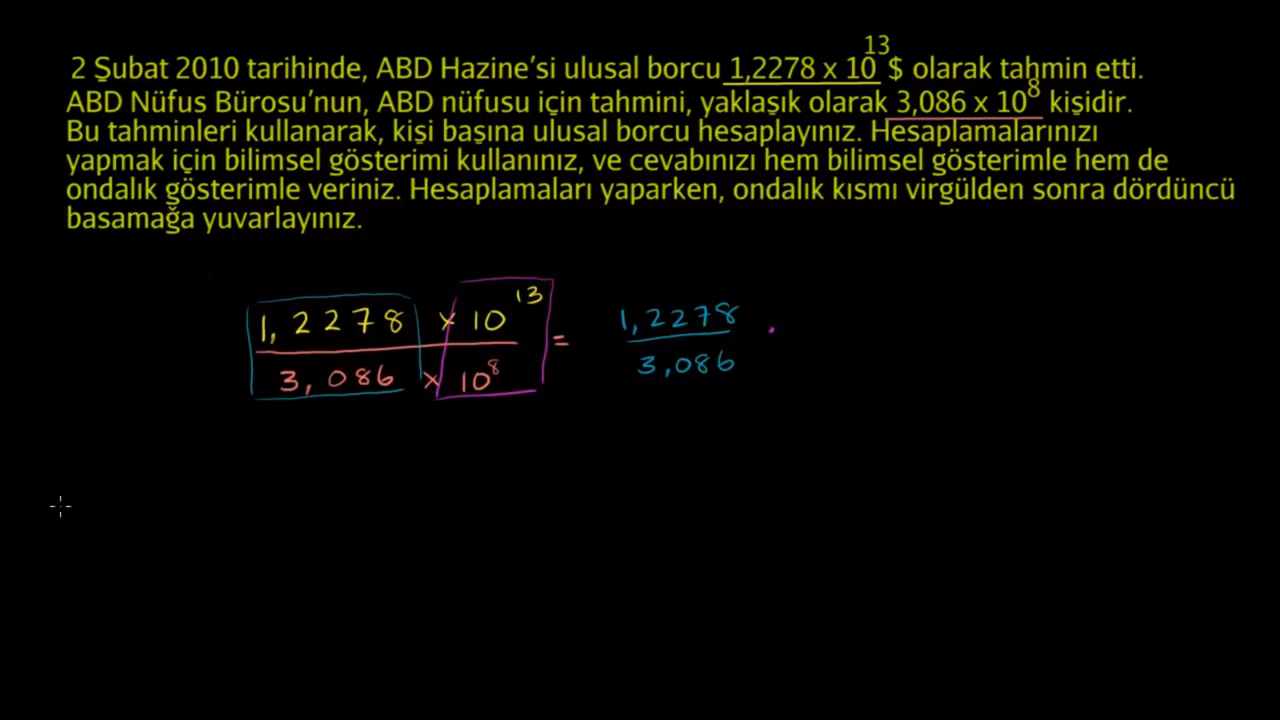 2 Şubat 2010 tarihinde, ABD Hazine'si ulusal borcu 1,2278 x 10¹³ $ olarak tahmin etti.
ABD Nüfus Bürosu'nun, ABD nüfusu için tahmini, yaklaşık olarak 3,086 x 10⁸ kişidir.
Bu tahminleri kullanarak, kişi başına ulusal borcu hesaplayınız. Hesaplamalarınızı
yapmak için bilimsel gösterimi kullanınız, ve cevabınızı hem bilimsel gösterimle hem de
ondalık gösterimle veriniz. Hesaplamaları yaparken, ondalık kısmı virgülden sonra dördüncü
basamağa yuvarlayınız.
1,2278 x 10¹³ = 1,2278 .
3,086 x 10⁸ 3,086